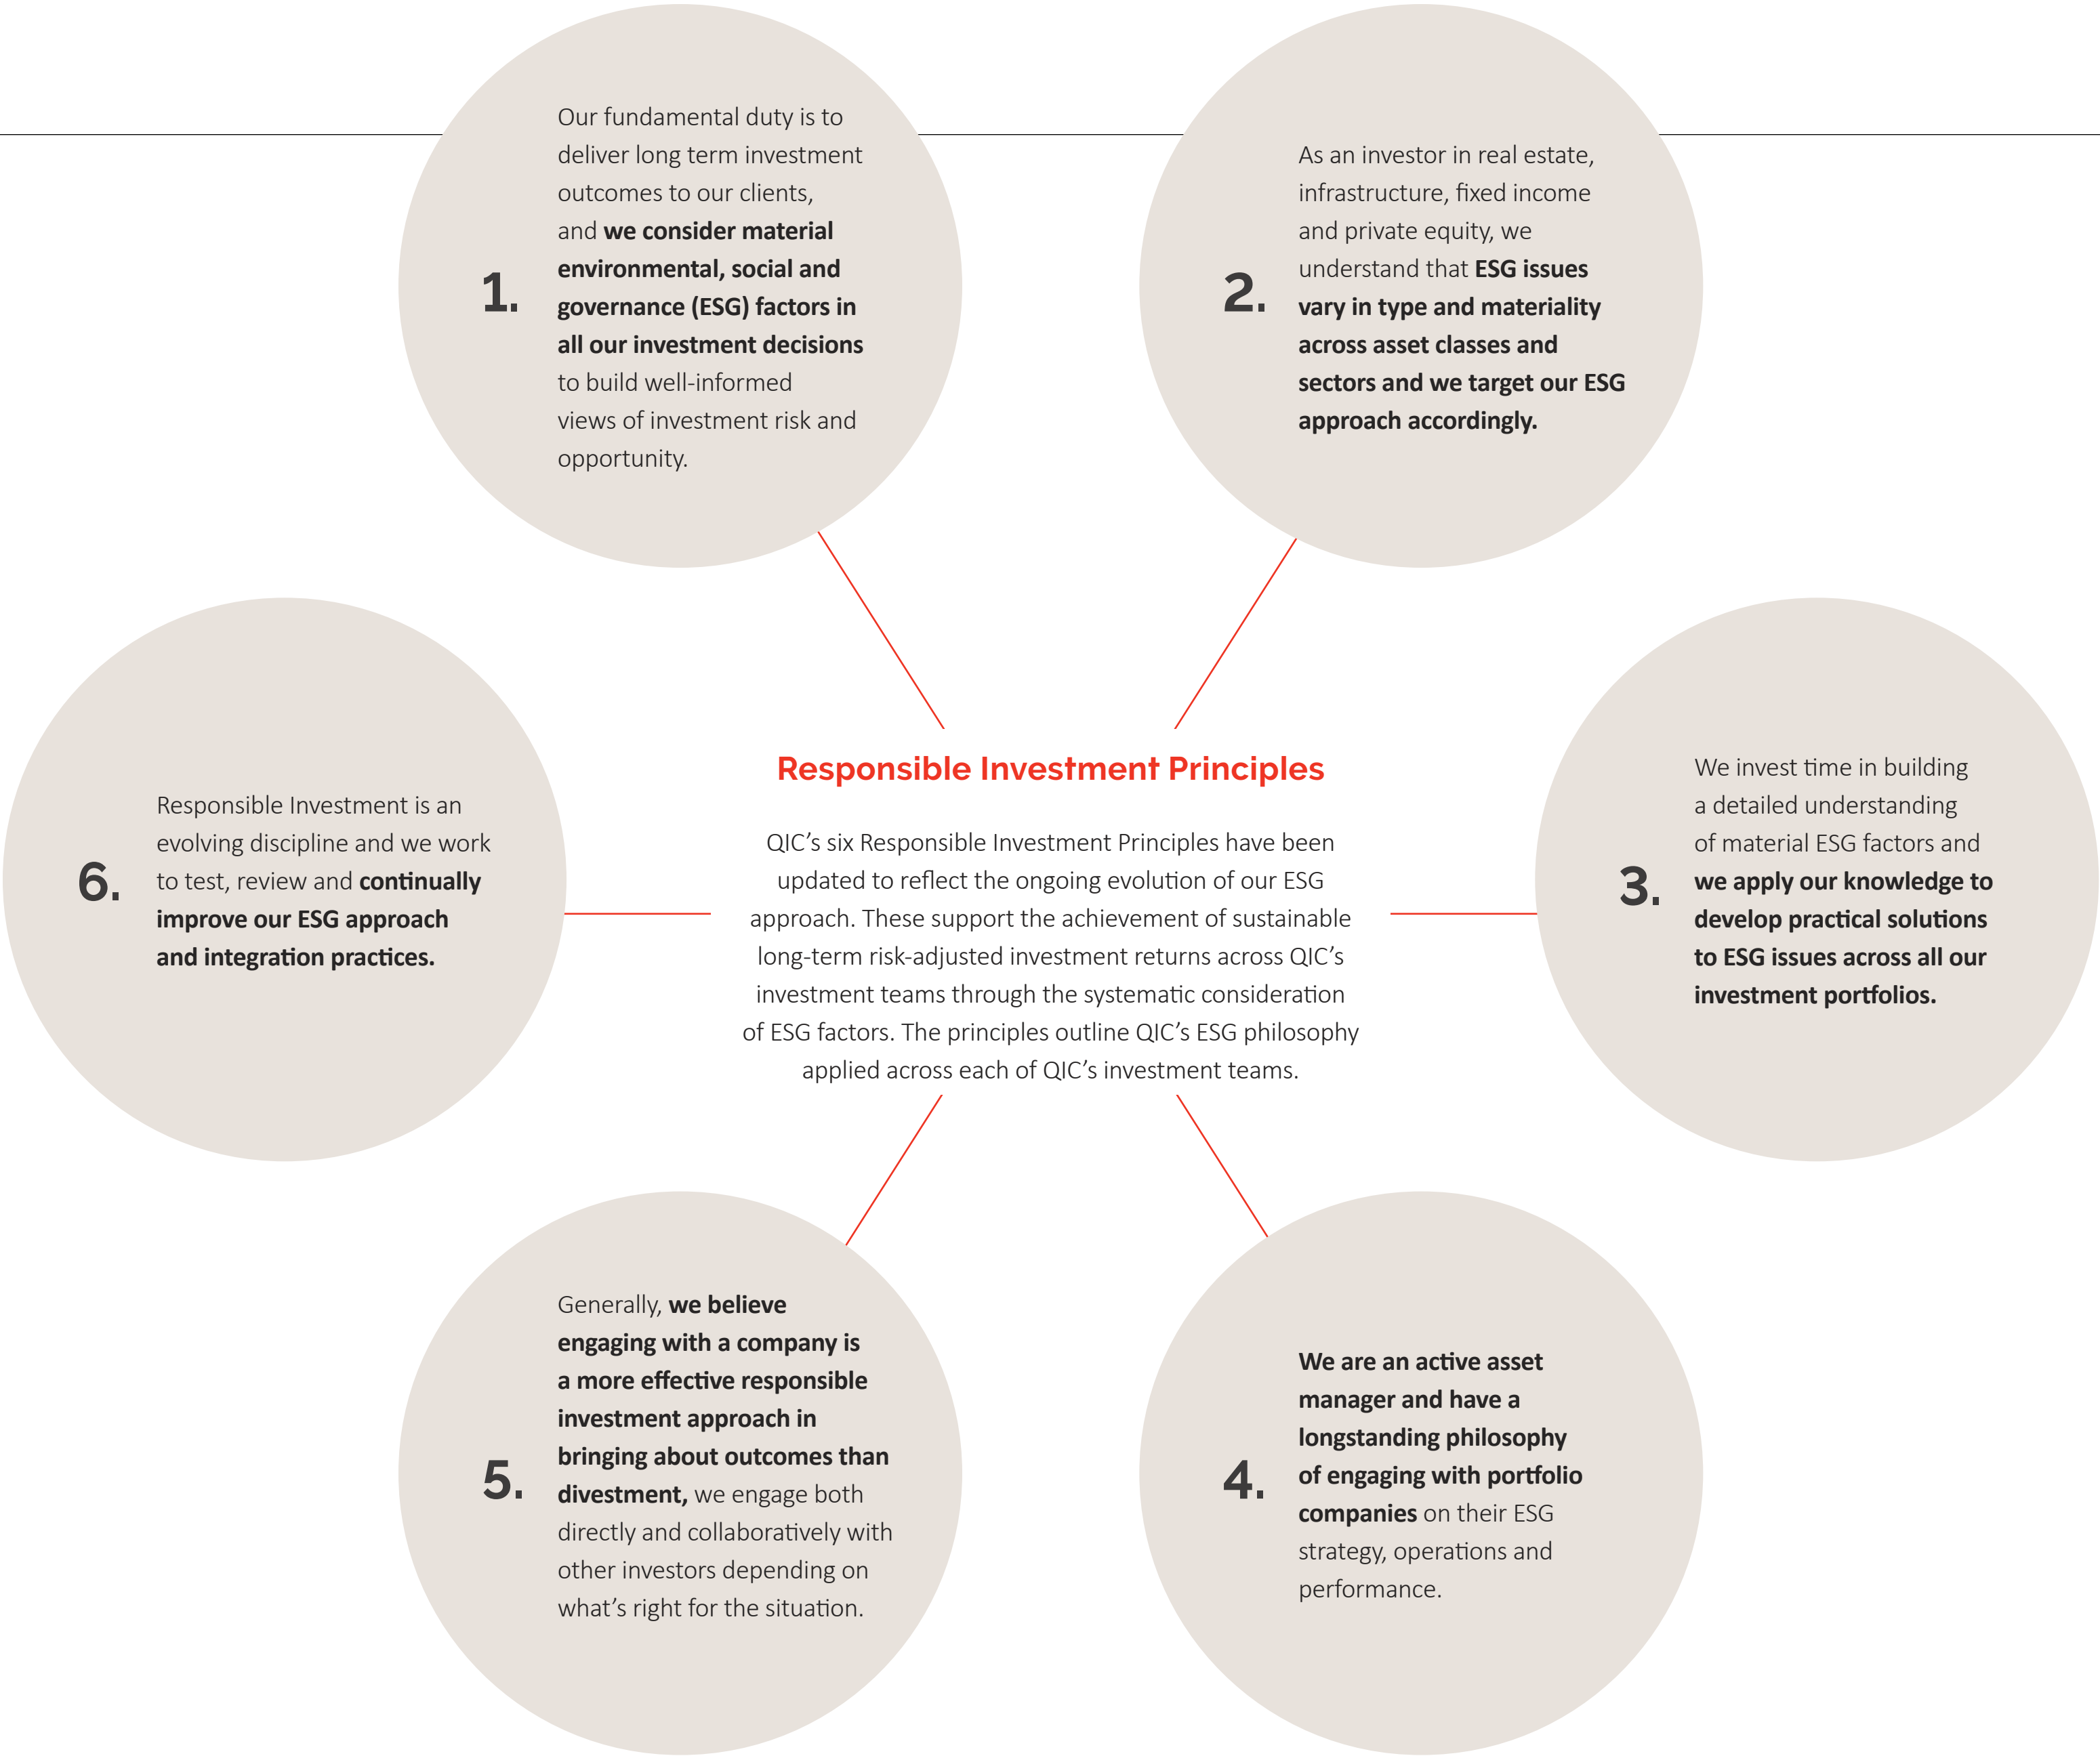 Our fundamental duty is to
deliver long term investment
outcomes to our clients,
and we consider material
environmental, social and
1.
governance (ESG) factors in
all our investment decisions
to build well-informed
views of investment risk and
opportunity.
As an investor in real estate,
infrastructure, fixed income
and private equity, we
understand that ESG issues
2.
vary in type and materiality
across asset classes and
sectors and we target our ESG
approach accordingly.
Responsible Investment Principles
QIC’s six Responsible Investment Principles have been
updated to reflect the ongoing evolution of our ESG
approach. These support the achievement of sustainable
long-term risk-adjusted investment returns across QIC’s
investment teams through the systematic consideration
of ESG factors. The principles outline QIC’s ESG philosophy
applied across each of QIC’s investment teams.
We invest time in building
a detailed understanding
of material ESG factors and
3.
we apply our knowledge to
develop practical solutions
to ESG issues across all our
investment portfolios.
We are an active asset
manager and have a
longstanding philosophy
4.
of engaging with portfolio
companies on their ESG
strategy, operations and
performance.
Generally, we believe
engaging with a company is
a more effective responsible
investment approach in
bringing about outcomes than
5.
divestment, we engage both
directly and collaboratively with
other investors depending on
what’s right for the situation.
Responsible Investment is an
evolving discipline and we work
6.
to test, review and continually
improve our ESG approach
and integration practices.